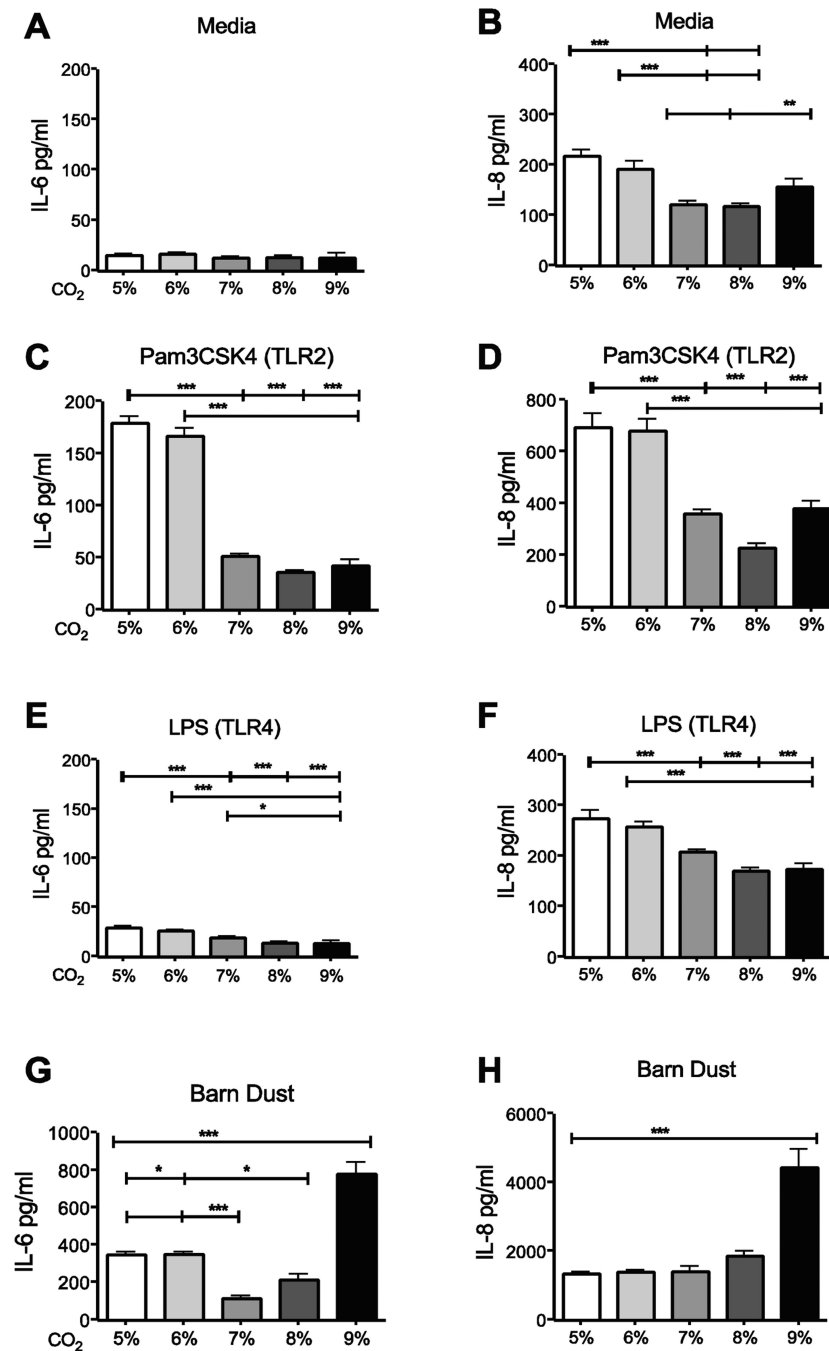 A
Media
IL-6 pg/ml
200
150
100
50
0
CO2
5% 6% 7% 8% 9%
B
Media
*** 
***
**
IL-8 pg/ml
400
300
200
100
0
5% 6% 7% 8% 9%
C
Pam3CSK4 (TLR2)
*** *** ***
***
IL-6 pg/ml
200
150
100
50
0
CO2
5% 6% 7% 8% 9%
D
Pam3CSK4 (TLR2)
*** *** ***
***
IL-8 pg/ml
800
600
400
200
0
5% 6% 7% 8% 9%
E
LPS (TLR4)
*** *** ***
***
*
IL-6 pg/ml
200
150
100
50
0
CO2
5% 6% 7% 8% 9%
F
LPS (TLR4)
*** *** ***
***
IL-8 pg/ml
400
300
200
100
0
5% 6% 7% 8% 9%
G
Barn Dust
***
* *
***
IL-6 pg/ml
1000
800
600
400
200
0
CO2
5% 6% 7% 8% 9%
H
Barn Dust
***
IL-8 pg/ml
6000
4000
2000
0
5% 6% 7% 8% 9%